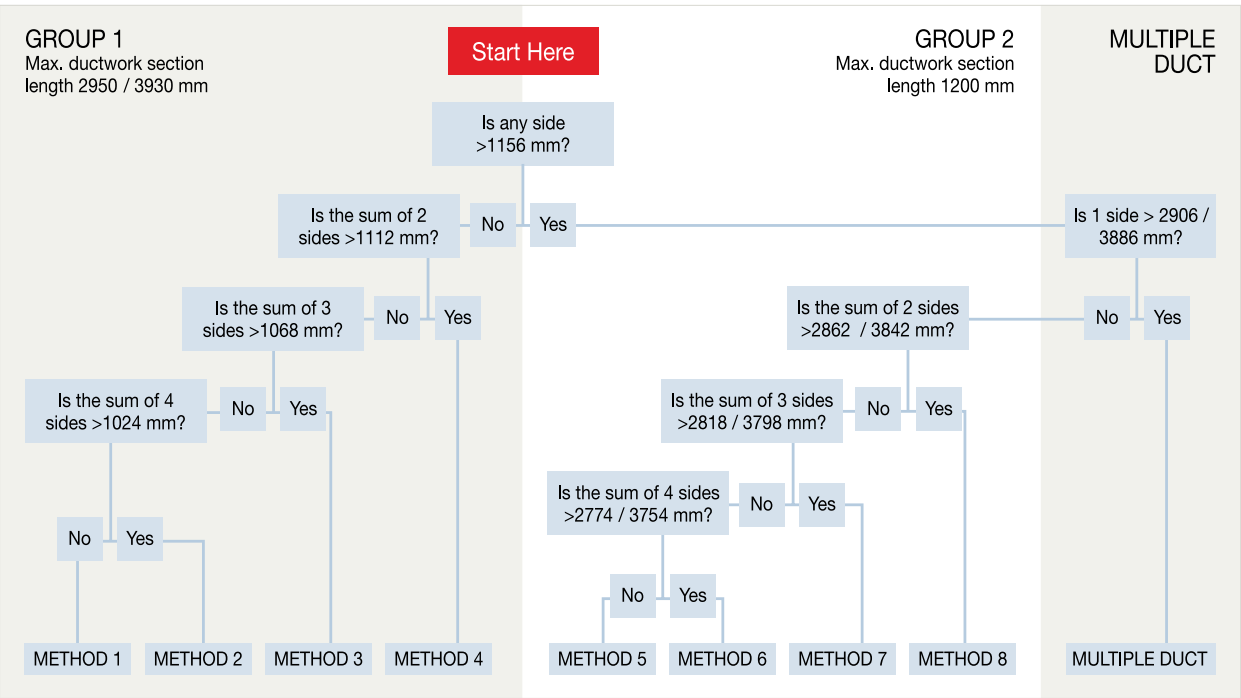 GROUP 1
Max. ductwork section
length 2950 / 3930 mm
Start Here
GROUP 2
Max. ductwork section
length 1200 mm
MULTIPLE
DUCT
Is any side
>1156 mm?
Is the sum of 2
sides >1112 mm?
No
Yes
Is 1 side > 2906 /
3886 mm?
Is the sum of 3
sides >1068 mm?
No
Yes
Is the sum of 2 sides
>2862 / 3842 mm?
No
Yes
Is the sum of 4
sides >1024 mm?
No
Yes
Is the sum of 3 sides
>2818 / 3798 mm?
No
Yes
Is the sum of 4 sides
>2774 / 3754 mm?
No
Yes
No
Yes
No
Yes
METHOD 1
METHOD 2
METHOD 3
METHOD 4
METHOD 5
METHOD 6
METHOD 7
METHOD 8
MULTIPLE DUCT